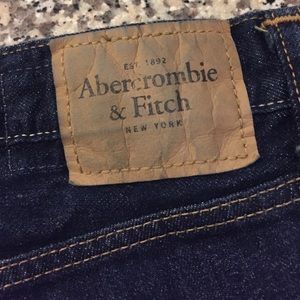 EST. 1892
Abercrombie
& Fitch
NEW YORK